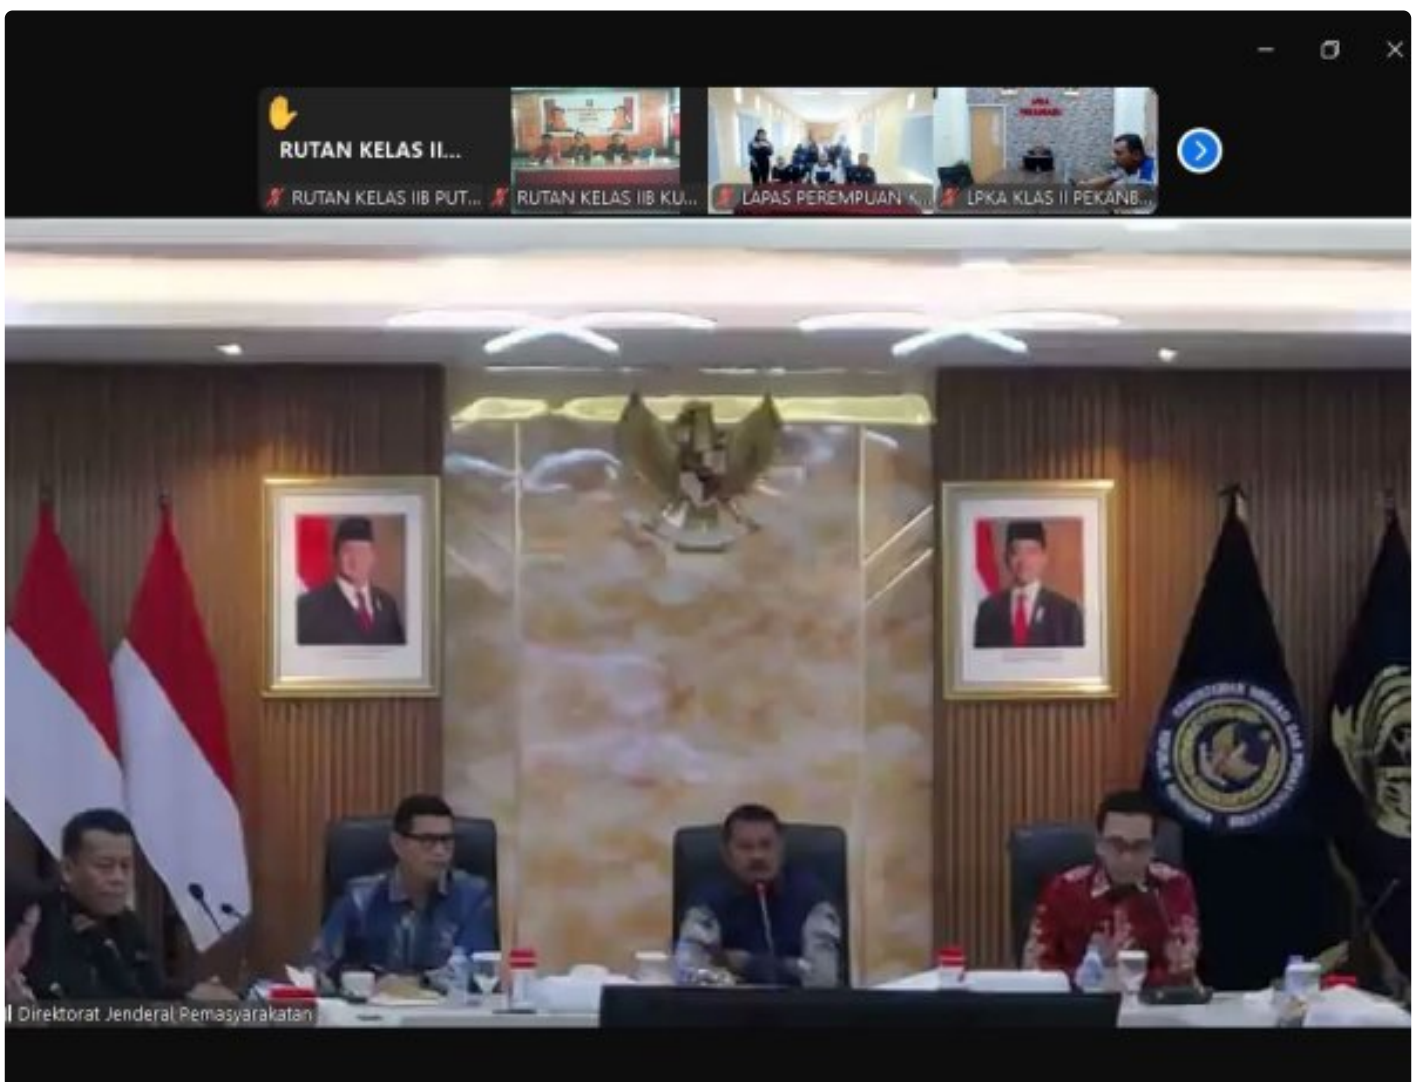 RUTAN KELAS II...
RUTAN KELAS IIB PUT...
RUTAN KELAS IIB KU...
LAPAS PEREMPUAN K...
LPKA KLAS II PEKANB...
Direktorat Jenderal Pemasyarakatan